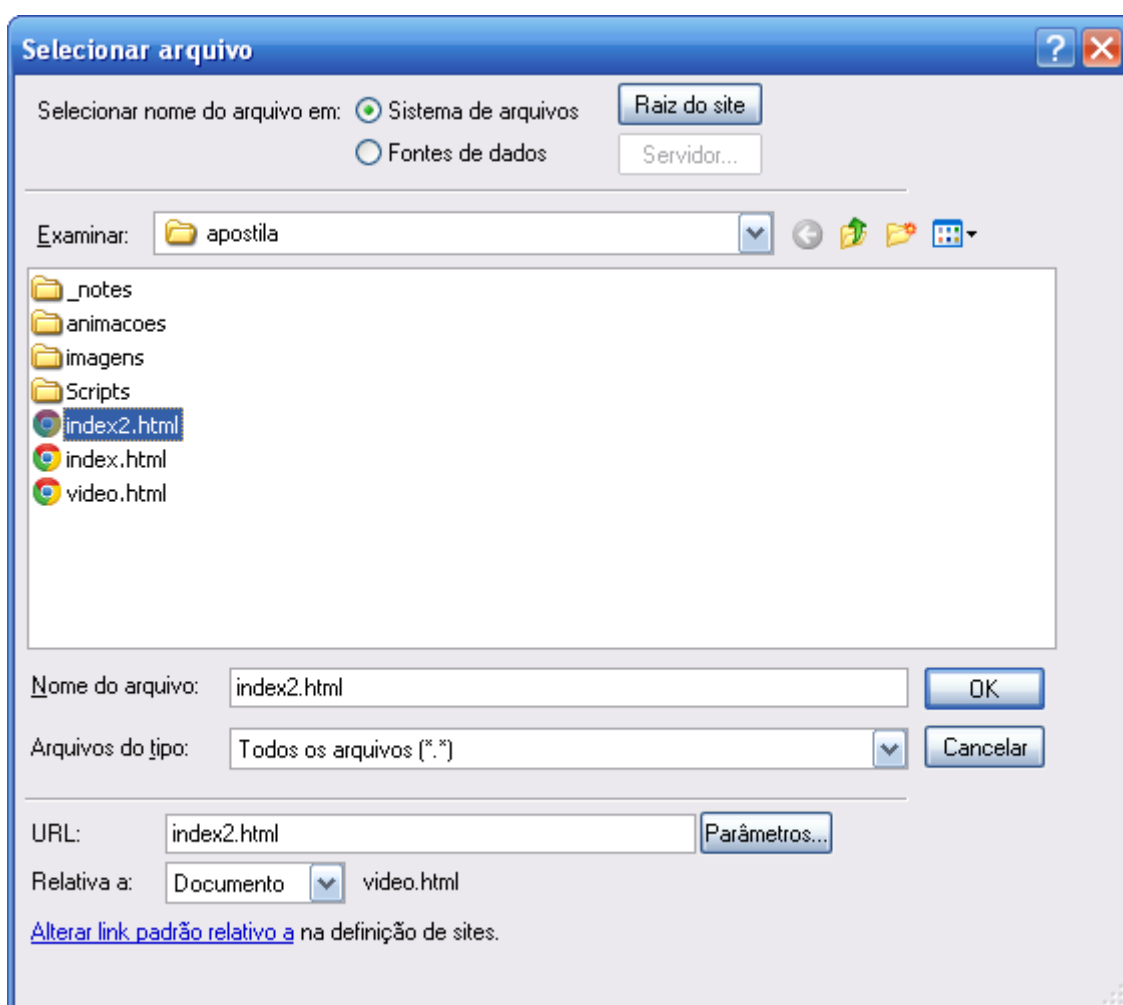 Selecionar arquivo
Selecionar nome do arquivo em: Sistema de arquivos Raiz do site
Fontes de dados Servidor...
Examinar: apostila
_notes
animacoes
imagens
Scripts
index2.html
index.html
video.html
Nome do arquivo: index2.html OK
Arquivos do tipo: Todos os arquivos (*.*) Cancelar
URL: index2.html Parâmetros...
Relativa a: Documento video.html
Alterar link padrão relativo a na definição de sites.